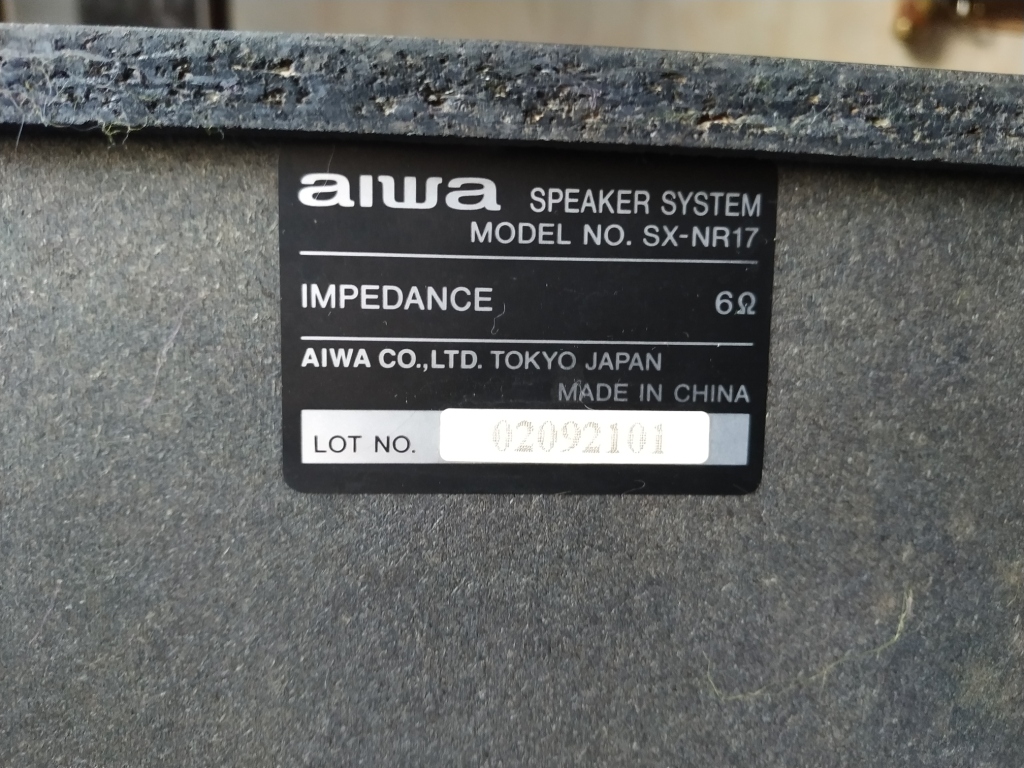 aiwa SPEAKER SYSTEM
MODEL NO. SX-NR17
IMPEDANCE 6Ω
AIWA CO.,LTD. TOKYO JAPAN
MADE IN CHINA
LOT NO. 02092101